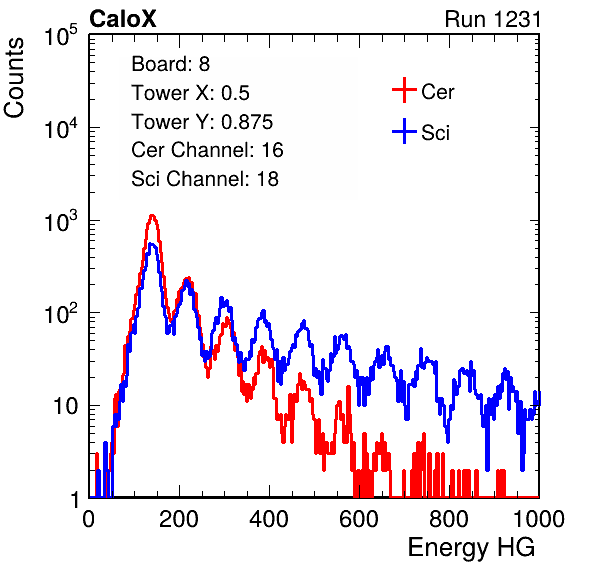 CaloX Run 1231
Counts
Board: 8
Tower X: 0.5
Tower Y: 0.875
Cer Channel: 16
Sci Channel: 18
Cer
Sci
10^5
10^4
10^3
10^2
10
1
0 200 400 600 800 1000
Energy HG